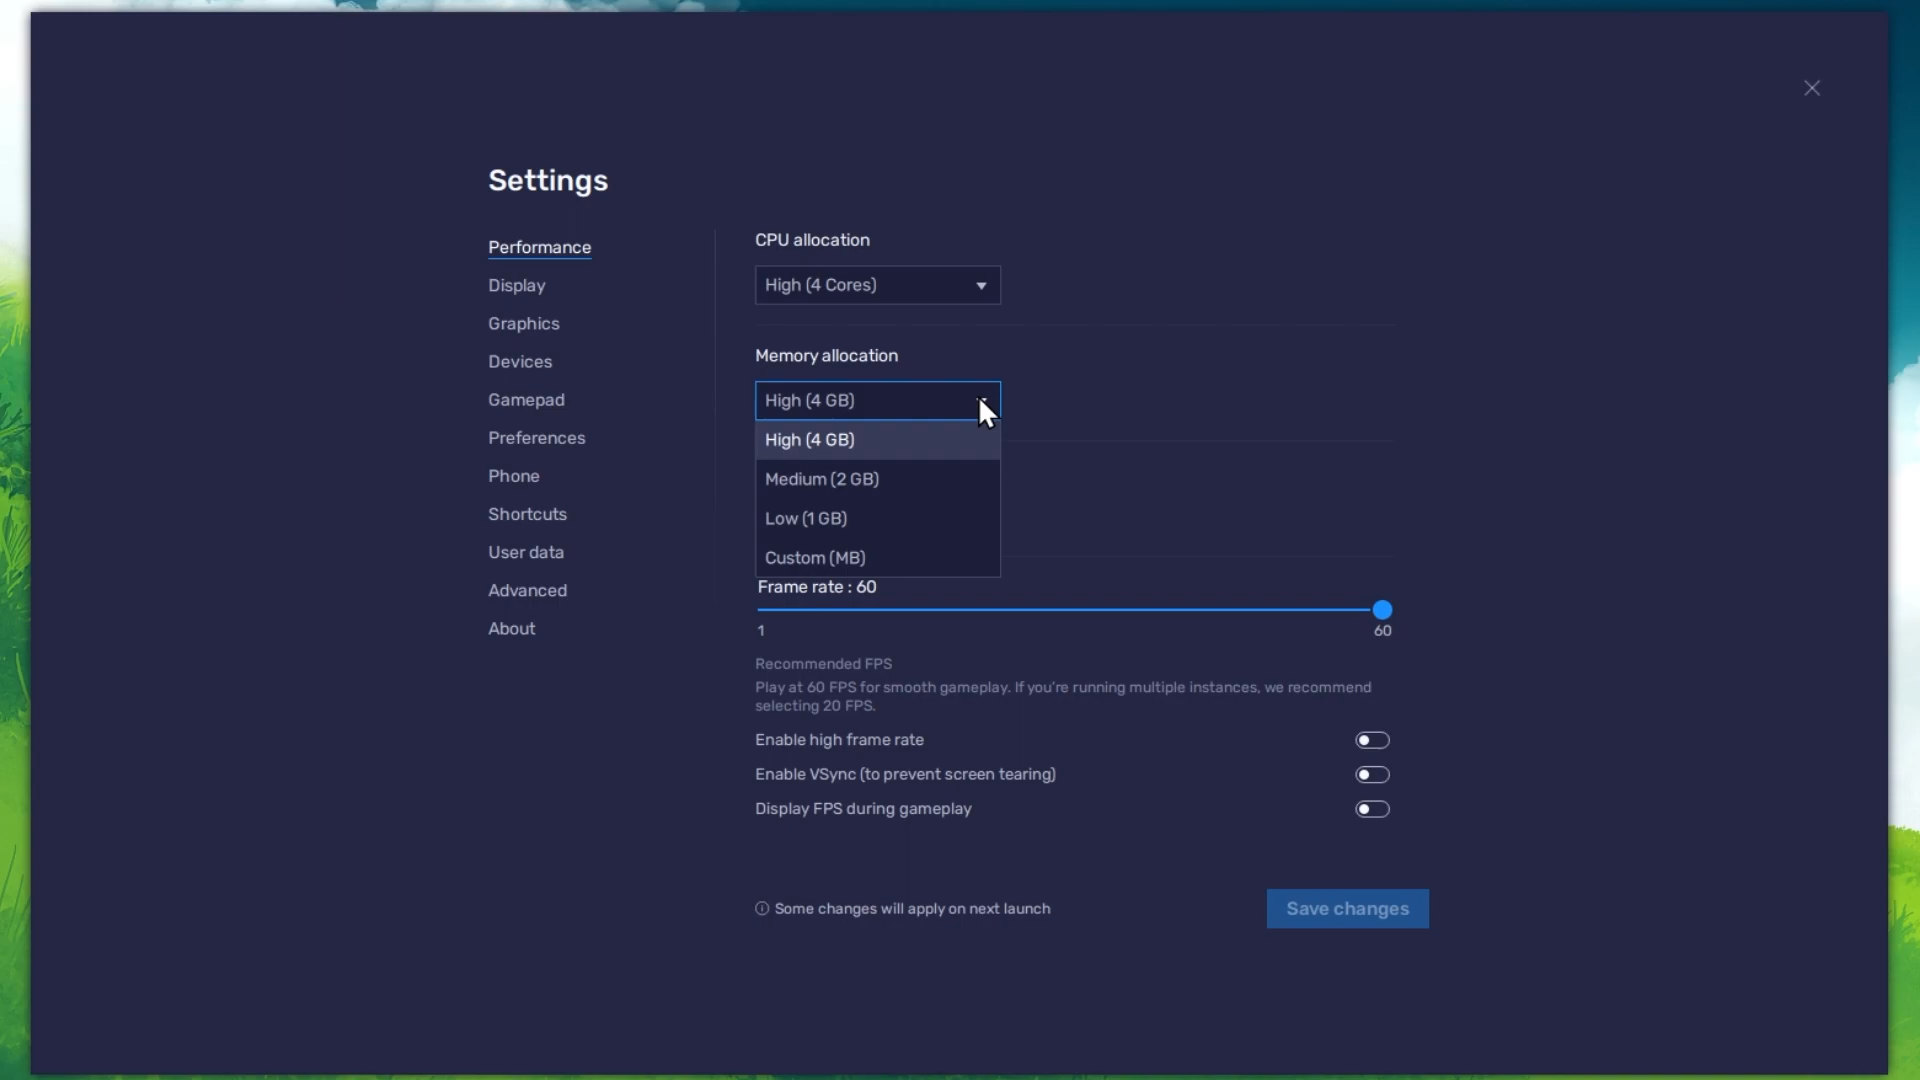 Settings
Performance
Display
Graphics
Devices
Gamepad
Preferences
Phone
Shortcuts
User data
Advanced
About
CPU allocation
High (4 Cores)
Memory allocation
High (4 GB)
High (4 GB)
Medium (2 GB)
Low (1 GB)
Custom (MB)
Frame rate : 60
1
60
Recommended FPS
Play at 60 FPS for smooth gameplay. If you're running multiple instances, we recommend
selecting 20 FPS.
Enable high frame rate
Enable VSync (to prevent screen tearing)
Display FPS during gameplay
Some changes will apply on next launch
Save changes